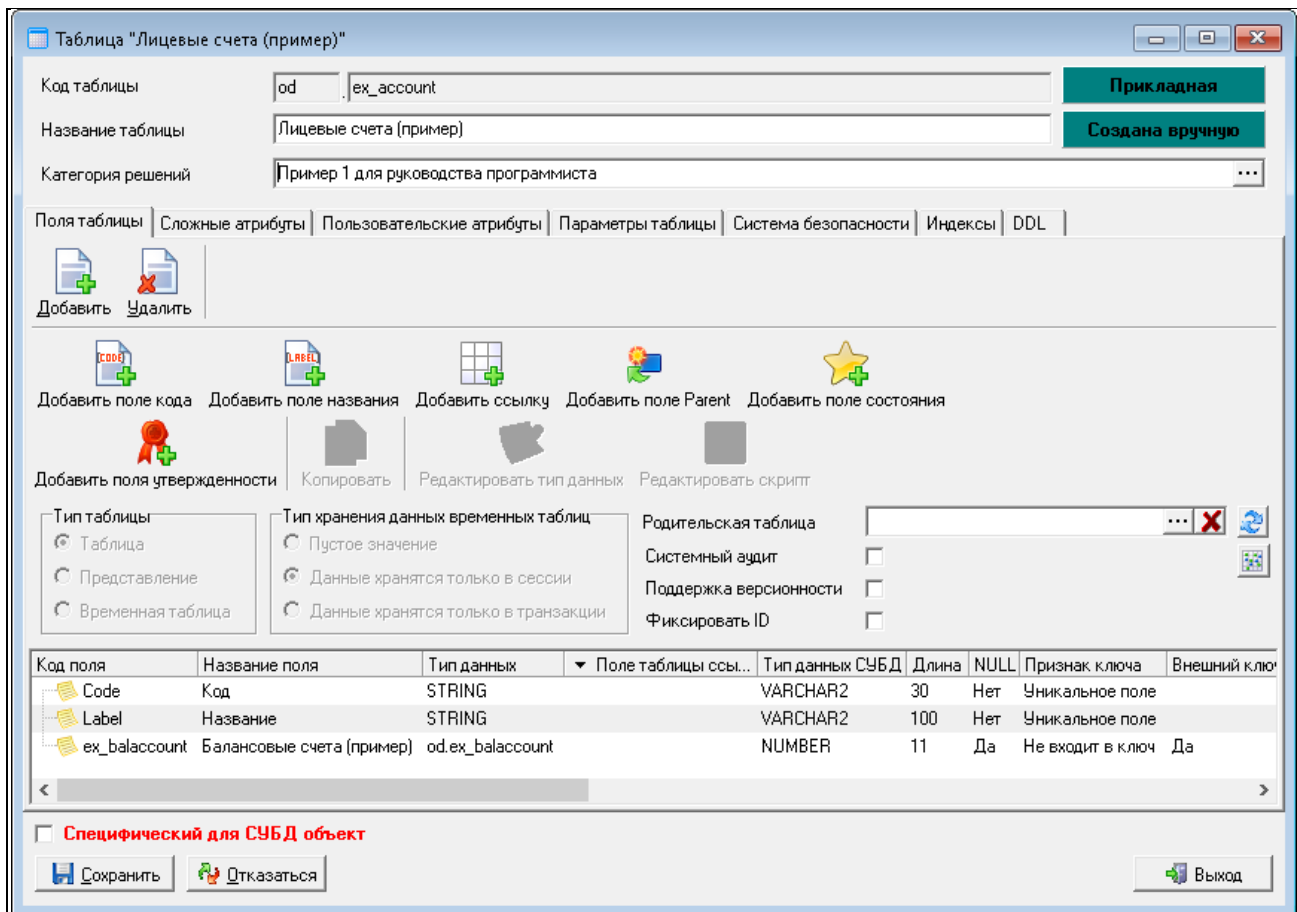 Таблица "Лицевые счета (пример)"
Код таблицы od . ex_account Прикладная
Название таблицы Лицевые счета (пример) Создана вручную
Категория решений Пример 1 для руководства программиста ...
Поля таблицы Сложные атрибуты Пользовательские атрибуты Параметры таблицы Система безопасности Индексы DDL
Добавить Удалить
[CODE] [LABEL]
Добавить поле кода Добавить поле названия Добавить ссылку Добавить поле Parent Добавить поле состояния
Добавить поля утвержденности Копировать Редактировать тип данных Редактировать скрипт
Тип таблицы Тип хранения данных временных таблиц Родительская таблица ...
Таблица Пустое значение Системный аудит
Представление Данные хранятся только в сессии Поддержка версионности
Временная таблица Данные хранятся только в транзакции Фиксировать ID
Код поля Название поля Тип данных Поле таблицы ссы... Тип данных СУБД Длина NULL Признак ключа Внешний клю
Code Код STRING VARCHAR2 30 Нет Уникальное поле
Label Название STRING VARCHAR2 100 Нет Уникальное поле
ex_balaccount Балансовые счета (пример) od.ex_balaccount NUMBER 11 Да Не входит в ключ Да
Специфический для СУБД объект
Сохранить Отказаться Выход